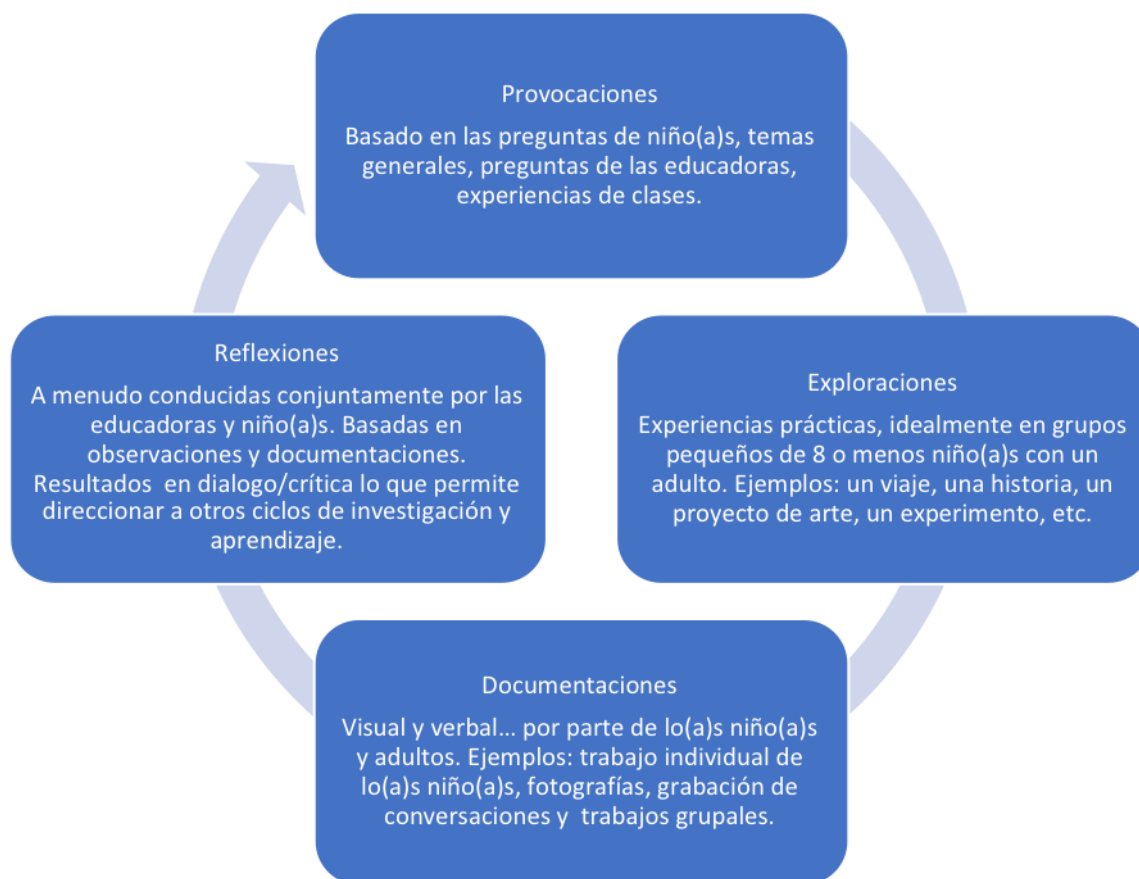 Provocaciones
Basado en las preguntas de niño(a)s, temas
generales, preguntas de las educadoras,
experiencias de clases.
Exploraciones
Experiencias prácticas, idealmente en grupos
pequeños de 8 o menos niño(a)s con un
adulto. Ejemplos: un viaje, una historia, un
proyecto de arte, un experimento, etc.
Documentaciones
Visual y verbal... por parte de lo(a)s niño(a)s
y adultos. Ejemplos: trabajo individual de
lo(a)s niño(a)s, fotografías, grabación de
conversaciones y  trabajos grupales.
Reflexiones
A menudo conducidas conjuntamente por las
educadoras y niño(a)s. Basadas en
observaciones y documentaciones.
Resultados  en dialogo/crítica lo que permite
direccionar a otros ciclos de investigación y
aprendizaje.